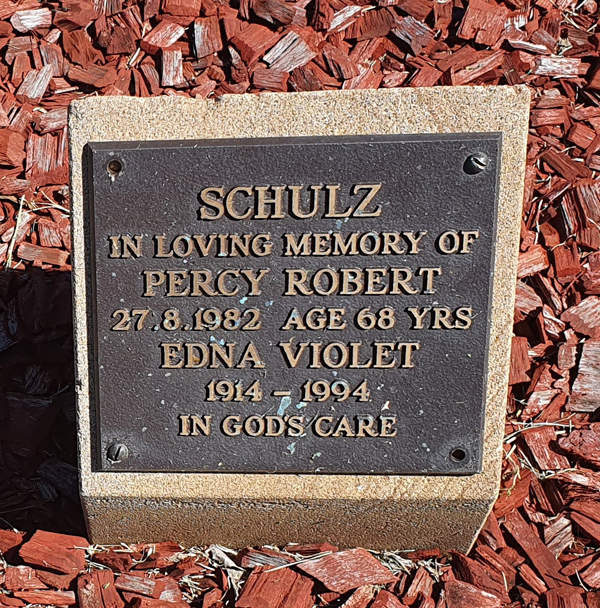 SCHULZ
IN LOVING MEMORY OF
PERCY ROBERT
27.8.1982 AGE 68 YRS
EDNA VIOLET
1914 – 1994
IN GOD'S CARE